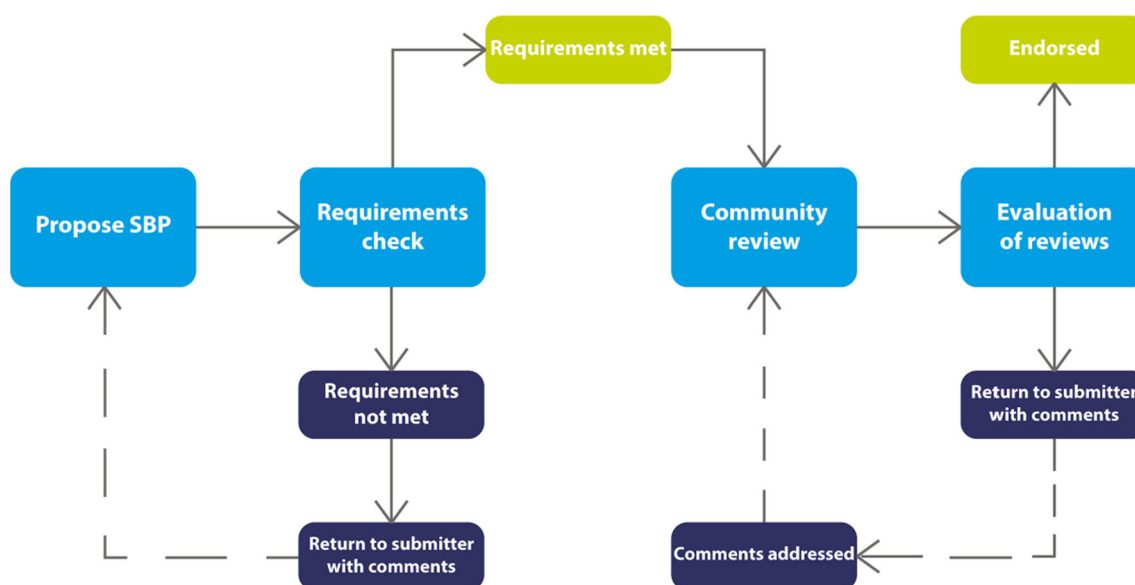 Requirements met
Endorsed
Propose SBP
Requirements
check
Community
review
Evaluation
of reviews
Requirements
not met
Return to submitter
with comments
Return to submitter
with comments
Comments addressed